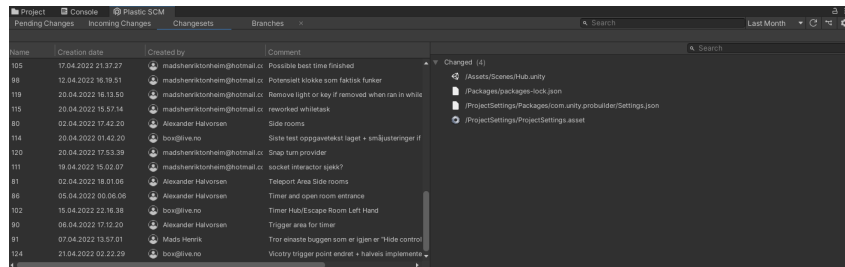 Project Console Plastic SCM
Pending Changes Incoming Changes Changesets Branches ×
Search
Last Month
Search
Name Creation date Created by Comment
105 17.04.2022 21.37.27 madshenriktonheim@hotmail.cc Possible best time finished
98 12.04.2022 16.19.51 madshenriktonheim@hotmail.cc Potensielt klokke som faktisk funker
119 20.04.2022 16.13.50 madshenriktonheim@hotmail.cc Remove light or key if removed when ran in while
115 20.04.2022 15.57.14 madshenriktonheim@hotmail.cc reworked whiletask
80 02.04.2022 17.42.20 Alexander Halvorsen Side rooms
114 20.04.2022 01.42.20 box@live.no Siste test oppgavetekst laget + småjusteringer if
120 20.04.2022 17.53.39 madshenriktonheim@hotmail.cc Snap turn provider
111 19.04.2022 15.02.07 madshenriktonheim@hotmail.cc socket interactor sjekk?
81 02.04.2022 18.01.06 Alexander Halvorsen Teleport Area Side rooms
86 05.04.2022 00.06.06 Alexander Halvorsen Timer and open room entrance
102 15.04.2022 22.16.38 box@live.no Timer Hub/Escape Room Left Hand
90 06.04.2022 17.12.20 Alexander Halvorsen Trigger area for timer
91 07.04.2022 13.57.01 Mads Henrik Tror einaste buggen som er igjen er "Hide control
124 21.04.2022 02.22.29 box@live.no Vicotry trigger point endret + halveis implemente
Changed (4)
/Assets/Scenes/Hub.unity
/Packages/packages-lock.json
/ProjectSettings/Packages/com.unity.probuilder/Settings.json
/ProjectSettings/ProjectSettings.asset